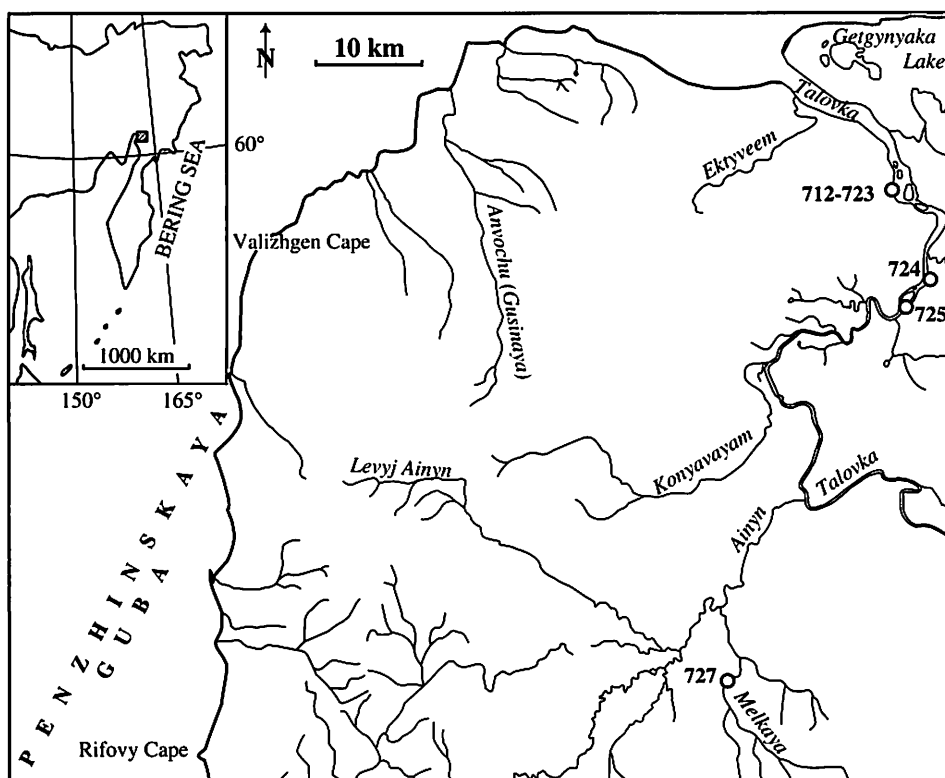 N
10 km
Getgynyaka
Lake
Talovka
60°
BERING SEA
Ektyveem
712-723
Anvochu (Gusinaya)
Valizhgen Cape
724
725
1000 km
150°
165°
PENZHINSKAYA
GUBA
Levyj Ainyn
Konyavayam
Talovka
Ainyn
727
Melkaya
Rifovy Cape